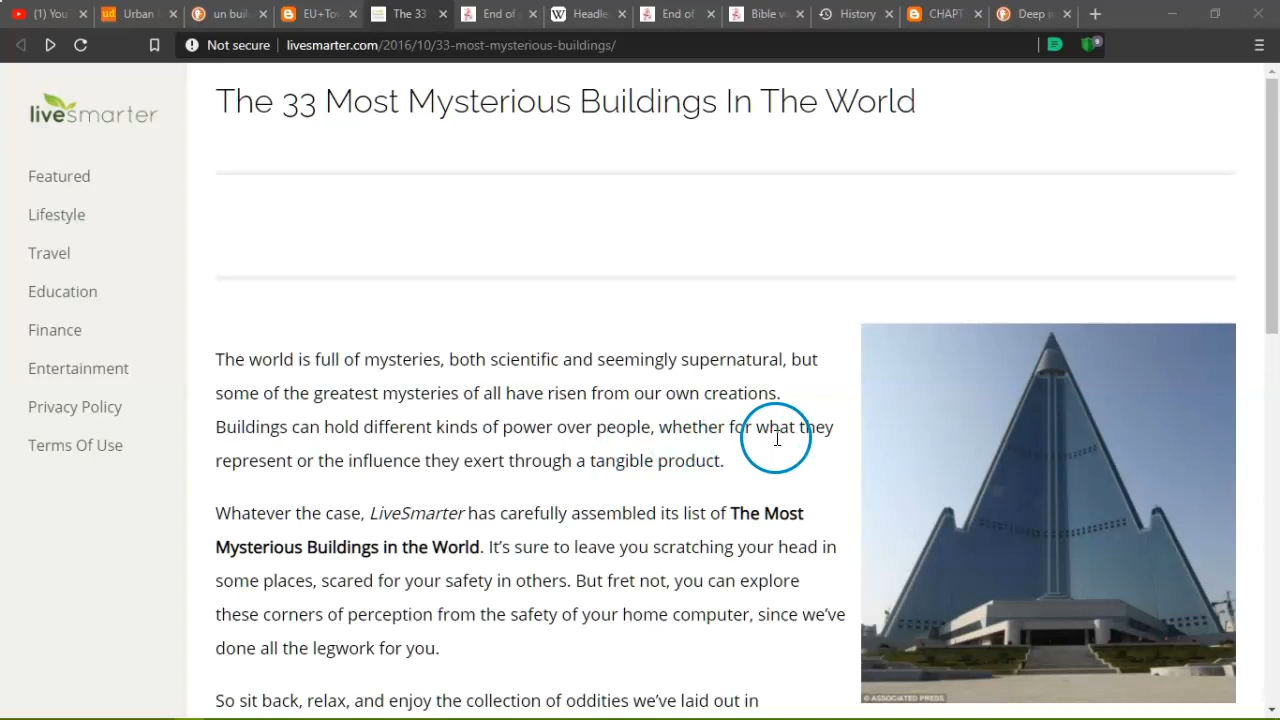 (1) You
Urban
un buil
EU+Tov
The 33
End of
Headle
End of
Bible v
History
CHAPT
Deep
Not secure
livesmarter.com/2016/10/33-most-mysterious-buildings/
livesmarter
Featured
Lifestyle
Travel
Education
Finance
Entertainment
Privacy Policy
Terms Of Use
The 33 Most Mysterious Buildings In The World
The world is full of mysteries, both scientific and seemingly supernatural, but
some of the greatest mysteries of all have risen from our own creations.
Buildings can hold different kinds of power over people, whether for what they
represent or the influence they exert through a tangible product.
Whatever the case, LiveSmarter has carefully assembled its list of The Most
Mysterious Buildings in the World. It’s sure to leave you scratching your head in
some places, scared for your safety in others. But fret not, you can explore
these corners of perception from the safety of your home computer, since we’ve
done all the legwork for you.
So sit back, relax, and enjoy the collection of oddities we’ve laid out in
© ASSOCIATED PRESS